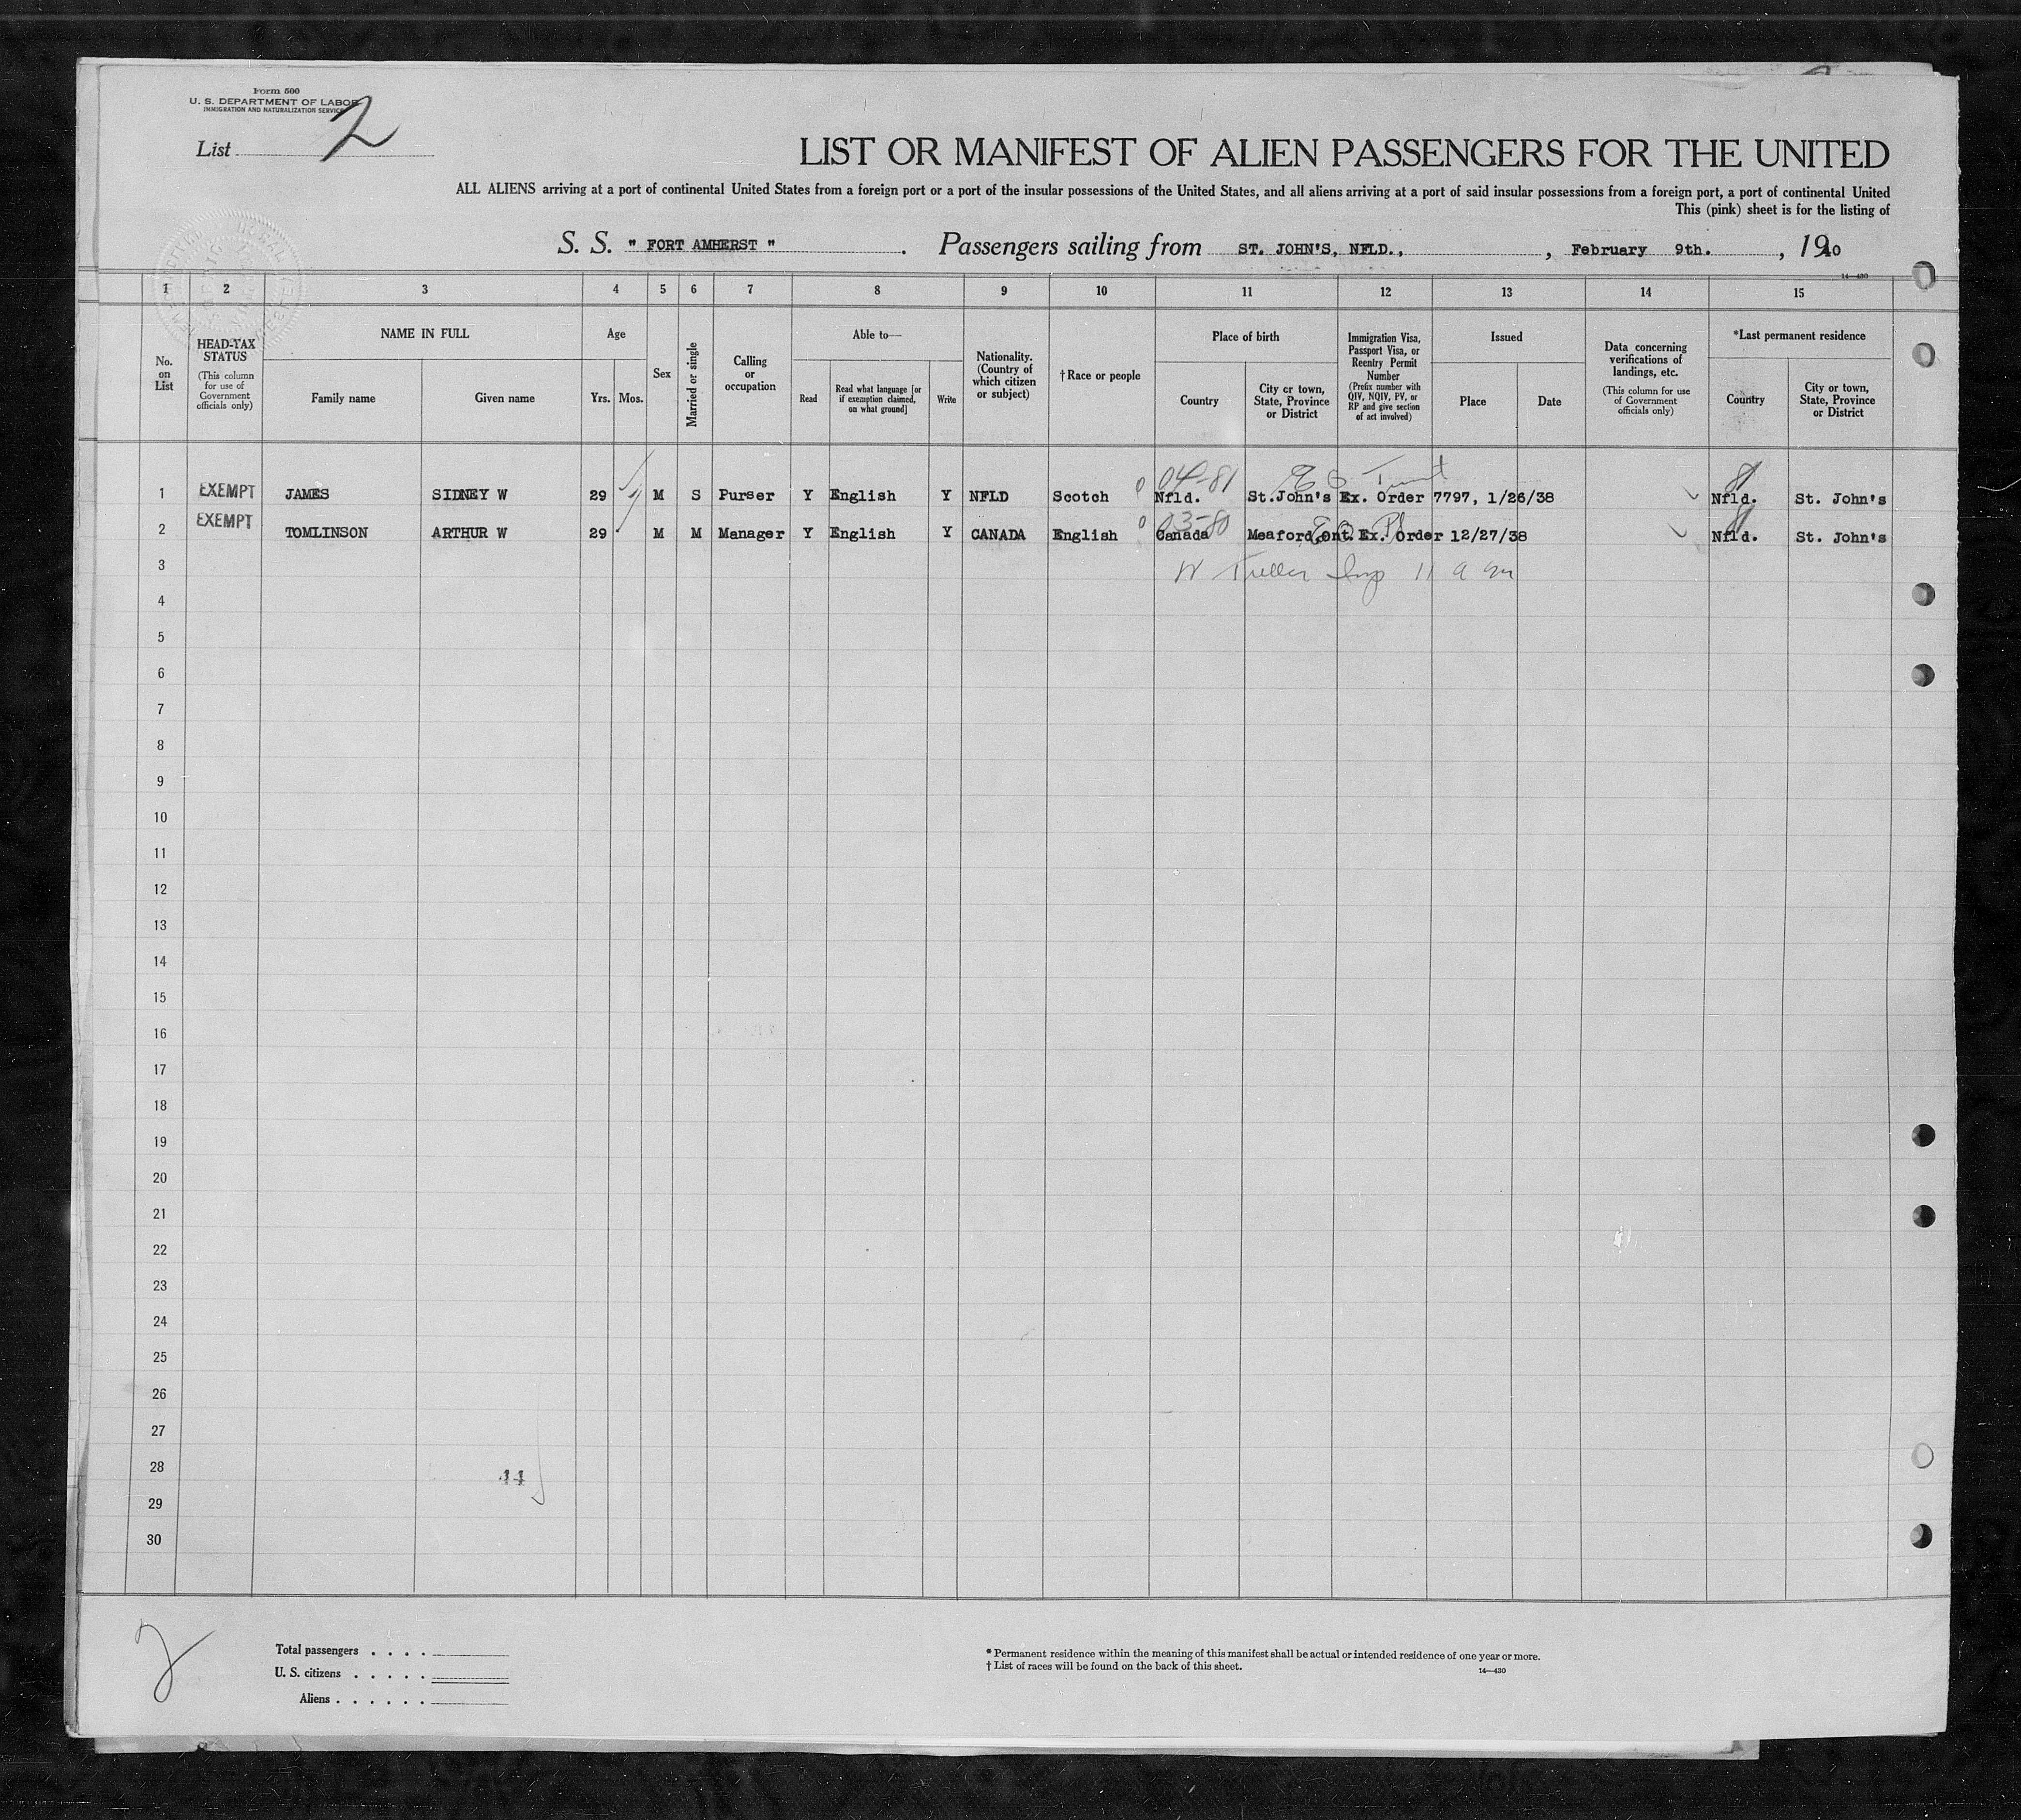 Form 500
U. S. DEPARTMENT OF LABOR
IMMIGRATION AND NATURALIZATION SERVICE
List 2
LIST OR MANIFEST OF ALIEN PASSENGERS FOR THE UNITED
ALL ALIENS arriving at a port of continental United States from a foreign port or a port of the insular possessions of the United States, and all aliens arriving at a port of said insular possessions from a foreign port, a port of continental United
This (pink) sheet is for the listing of
S. S. " FORT AMHERST ". Passengers sailing from ST. JOHN'S, NFLD., , February 9th. , 1940
14—430
1 2 3 4 5 6 7 8 9 10 11 12 13 14 15
No. on List
HEAD-TAX STATUS
(This column for use of Government officials only)
NAME IN FULL
Family name
Given name
Age
Yrs. Mos.
Sex
Married or single
Calling or occupation
Able to—
Read
Read what language [or if exemption claimed, on what ground]
Write
Nationality. (Country of which citizen or subject)
†Race or people
Place of birth
Country
City or town, State, Province or District
Immigration Visa, Passport Visa, or Reentry Permit Number
(Prefix number with QIV, NQIV, PV, or RP and give section of act involved)
Issued
Place
Date
Data concerning verifications of landings, etc.
(This column for use of Government officials only)
*Last permanent residence
Country
City or town, State, Province or District
04-81 81
1 EXEMPT JAMES SIDNEY W 29 M S Purser Y English Y NFLD Scotch Nfld. St.John's Ex. Order 7797, 1/26/38 Nfld. St. John's
03-80 81
2 EXEMPT TOMLINSON ARTHUR W 29 M M Manager Y English Y CANADA English Canada Meaford,Ont. Ex. Order 12/27/38 Nfld. St. John's
3
4
5
6
7
8
9
10
11
12
13
14
15
16
17
18
19
20
21
22
23
24
25
26
27
28 44
29
30
2
Total passengers . . . .
U. S. citizens . . . . .
Aliens . . . . . .
* Permanent residence within the meaning of this manifest shall be actual or intended residence of one year or more.
† List of races will be found on the back of this sheet.
14—430